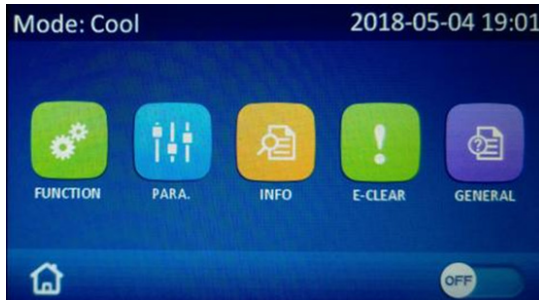 Mode: Cool 2018-05-04 19:01
FUNCTION PARA. INFO E-CLEAR GENERAL
OFF